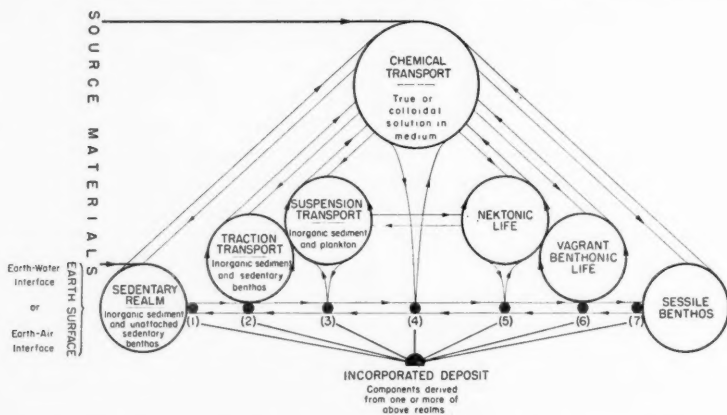 SOURCE MATERIALS
CHEMICAL
TRANSPORT
True or
colloidal
solution in
medium
SUSPENSION
TRANSPORT
Inorganic sediment
and plankton
NEKTONIC
LIFE
TRACTION
TRANSPORT
Inorganic sediment
and sedentary
benthos
VAGRANT
BENTHONIC
LIFE
Earth-Water
Interface
or
Earth-Air
Interface
EARTH SURFACE
SEDENTARY
REALM
Inorganic sediment
and unattached
sedentary
benthos
SESSILE
BENTHOS
(1) (2) (3) (4) (5) (6) (7)
INCORPORATED DEPOSIT
Components derived
from one or more of
above realms